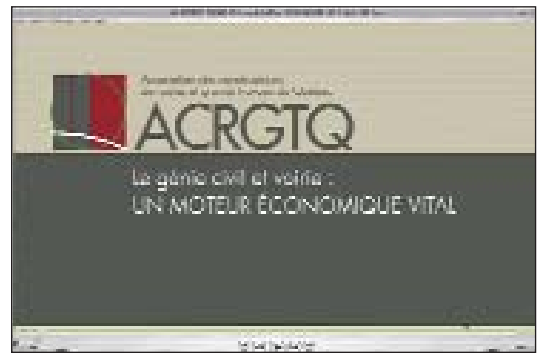 Association des constructeurs
de routes et grands travaux du Québec
ACRGTQ
Le génie civil et voirie :
UN MOTEUR ÉCONOMIQUE VITAL